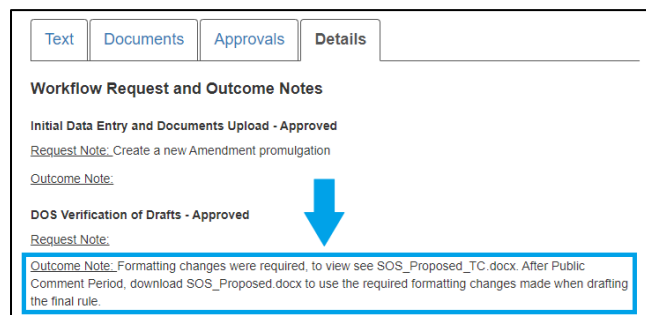 Text Documents Approvals Details
Workflow Request and Outcome Notes
Initial Data Entry and Documents Upload - Approved
Request Note: Create a new Amendment promulgation
Outcome Note:
DOS Verification of Drafts - Approved
Request Note:
Outcome Note: Formatting changes were required, to view see SOS_Proposed_TC.docx. After Public
Comment Period, download SOS_Proposed.docx to use the required formatting changes made when drafting
the final rule.